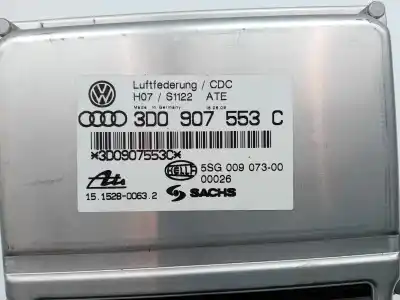 Luftfederung / CDC
H07 / S1122 ATE
Made in Germany
3D0 907 553 C
*3D0907553C*
Ate
HELLA
5SG 009 073-00
00026
15.1528-0063.2
SACHS